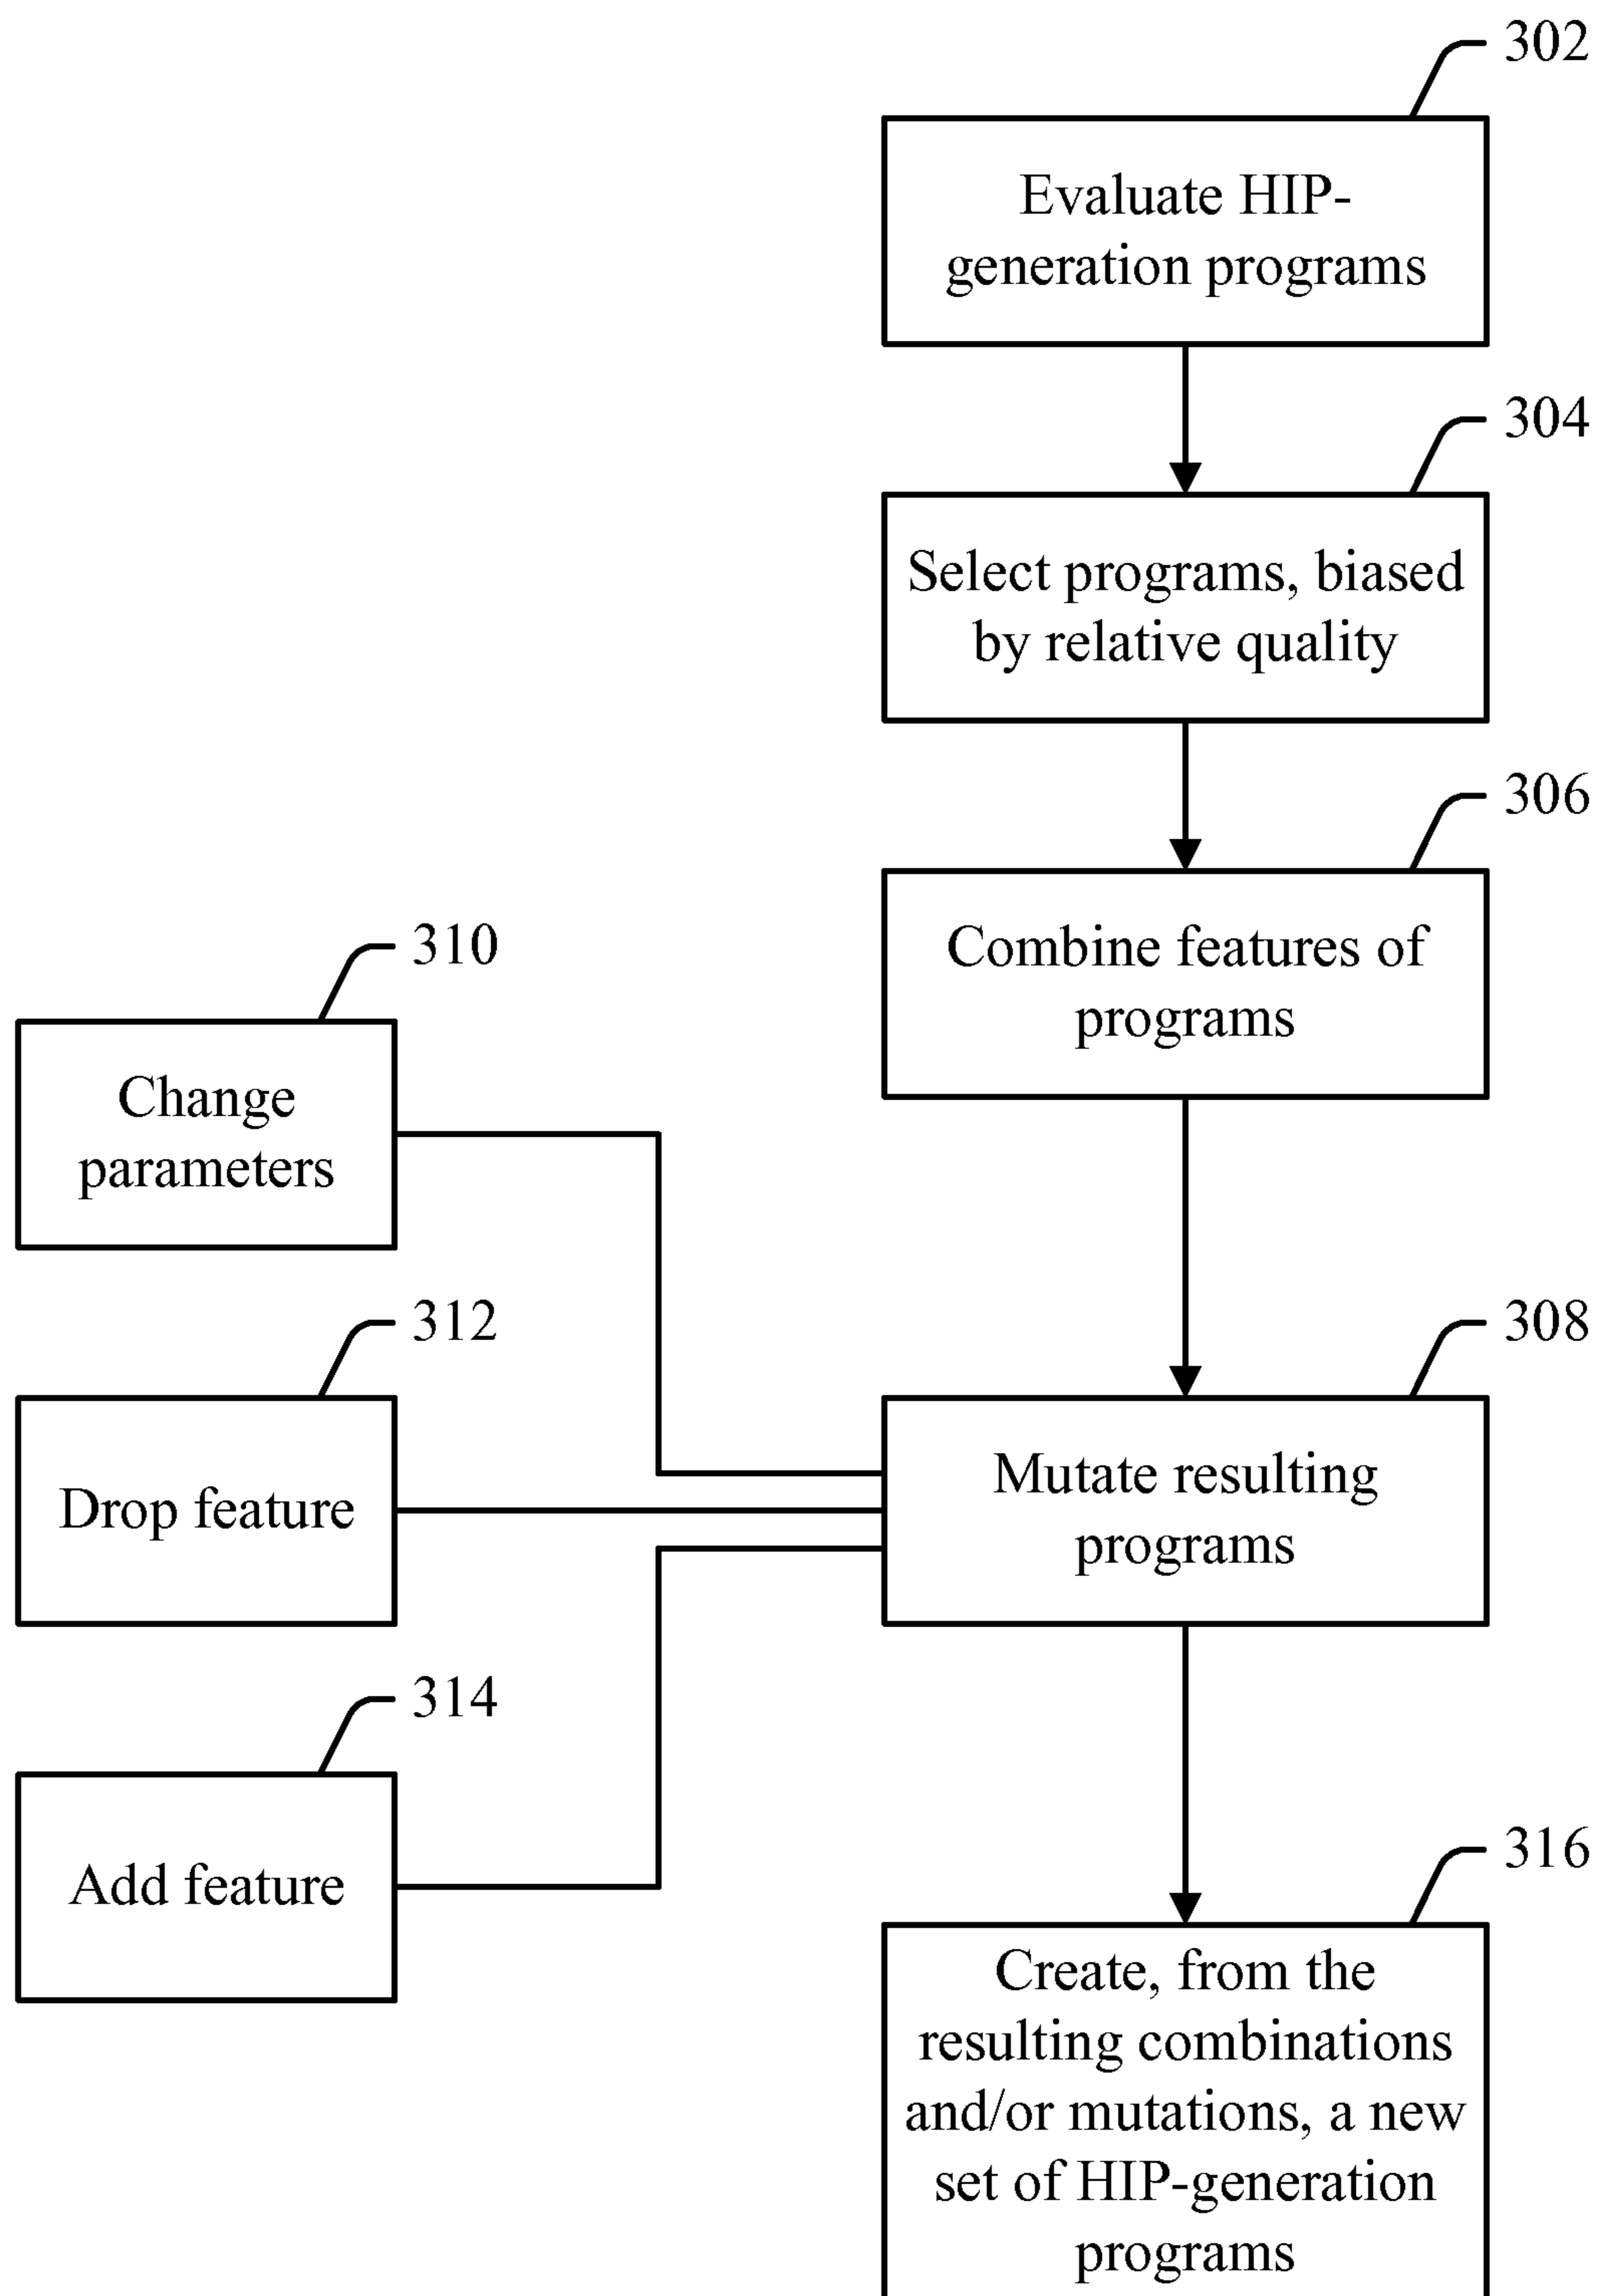 302
Evaluate HIP-
generation programs
304
Select programs, biased
by relative quality
306
Combine features of
programs
310
Change
parameters
312
Drop feature
308
Mutate resulting
programs
314
Add feature
316
Create, from the
resulting combinations
and/or mutations, a new
set of HIP-generation
programs